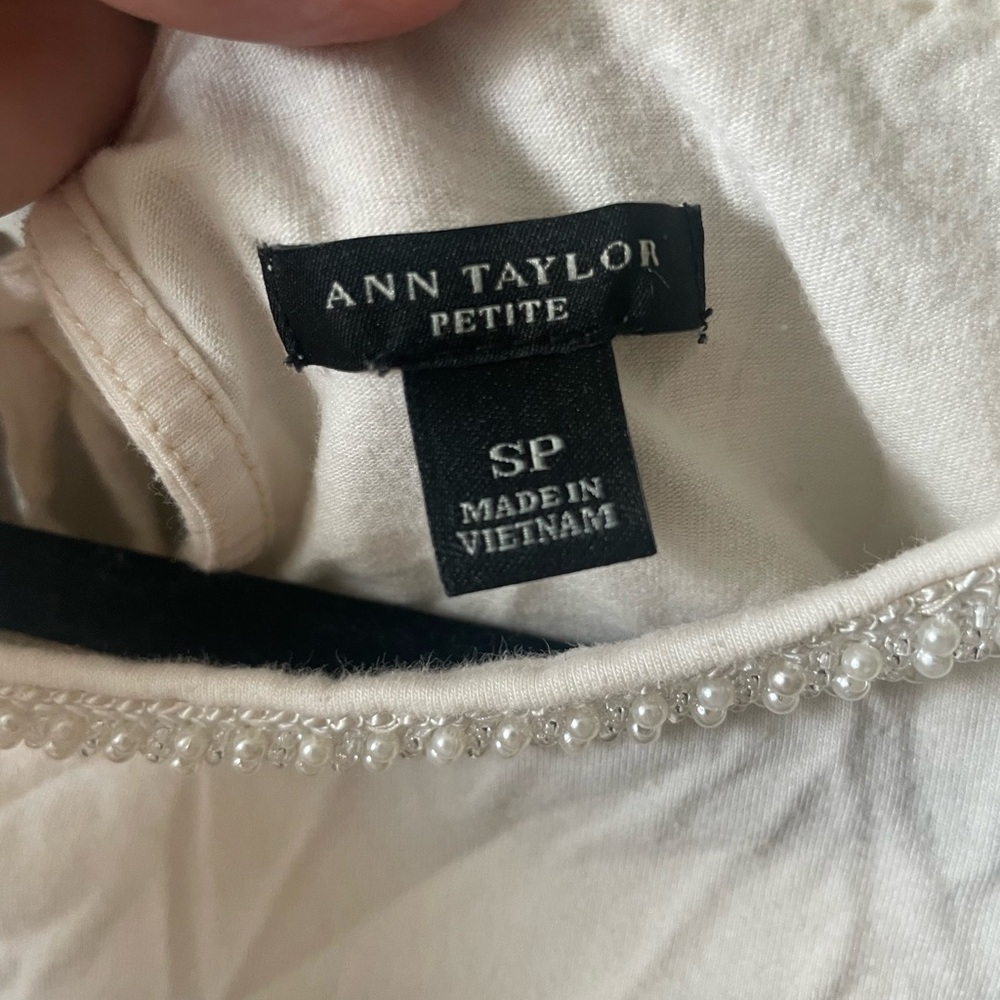 ANN TAYLOR
PETITE
SP
MADE IN
VIETNAM